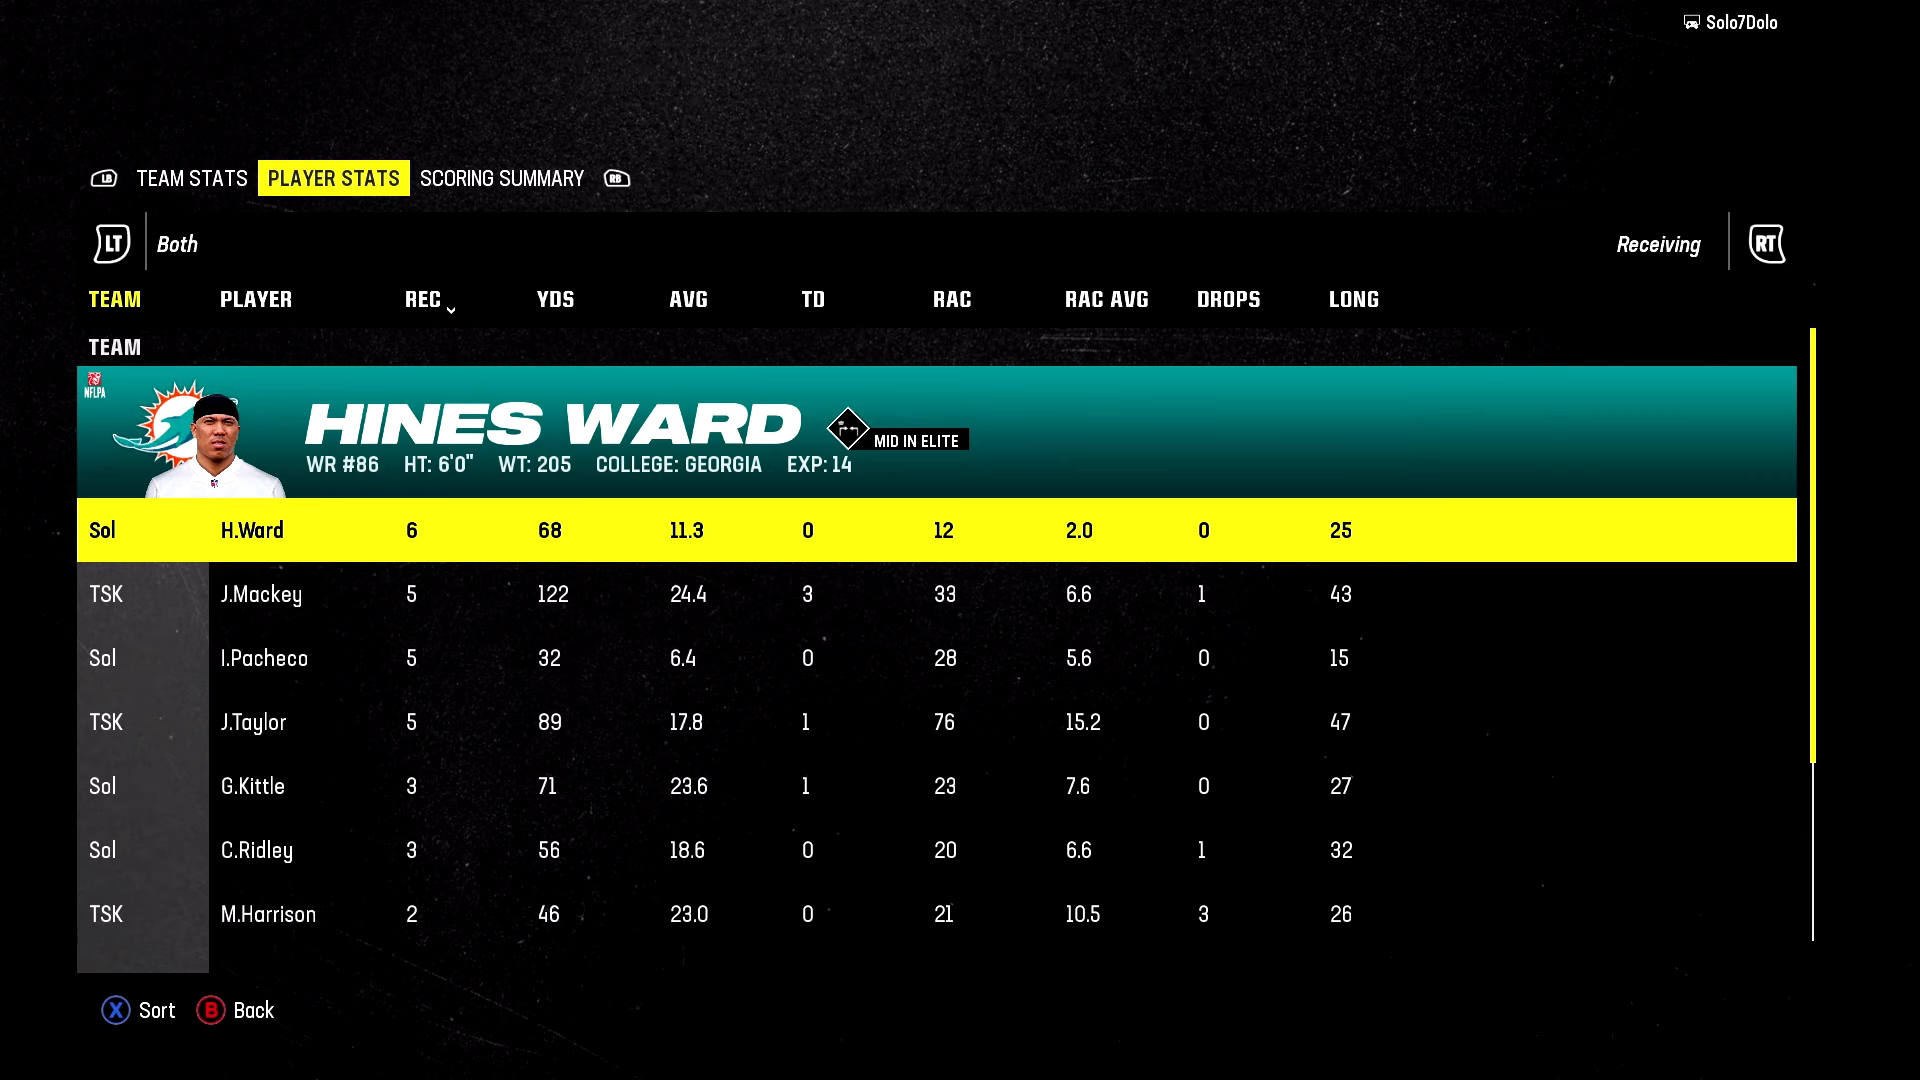 Solo7Dolo
LB TEAM STATS PLAYER STATS SCORING SUMMARY RB
LT Both Receiving RT
TEAM PLAYER REC YDS AVG TD RAC RAC AVG DROPS LONG
TEAM
NFLPA
HINES WARD MID IN ELITE
WR #86 HT: 6'0" WT: 205 COLLEGE: GEORGIA EXP: 14
Sol H.Ward 6 68 11.3 0 12 2.0 0 25
TSK J.Mackey 5 122 24.4 3 33 6.6 1 43
Sol I.Pacheco 5 32 6.4 0 28 5.6 0 15
TSK J.Taylor 5 89 17.8 1 76 15.2 0 47
Sol G.Kittle 3 71 23.6 1 23 7.6 0 27
Sol C.Ridley 3 56 18.6 0 20 6.6 1 32
TSK M.Harrison 2 46 23.0 0 21 10.5 3 26
X Sort B Back